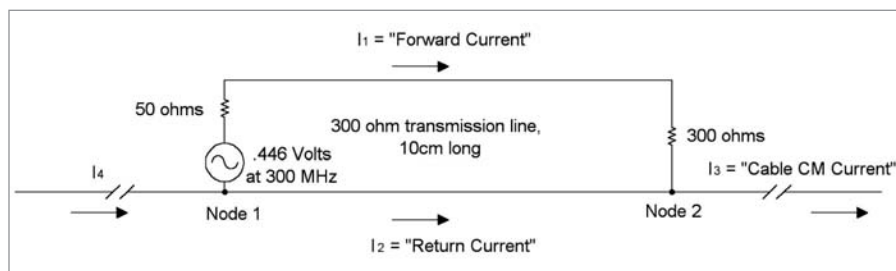 I₁ = "Forward Current"
50 ohms
300 ohm transmission line,
10cm long
300 ohms
.446 Volts
at 300 MHz
I₄
I₃ = "Cable CM Current"
Node 1
Node 2
I₂ = "Return Current"